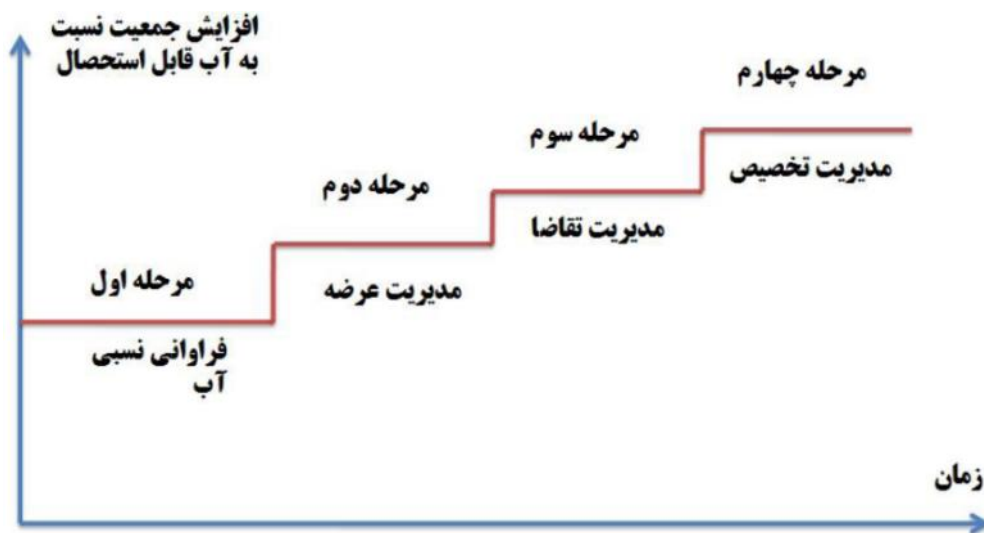 افزایش جمعیت نسبت
به آب قابل استحصال
مرحله چهارم
مرحله سوم
مدیریت تخصیص
مرحله دوم
مدیریت تقاضا
مرحله اول
مدیریت عرضه
فراوانی نسبی
آب
زمان